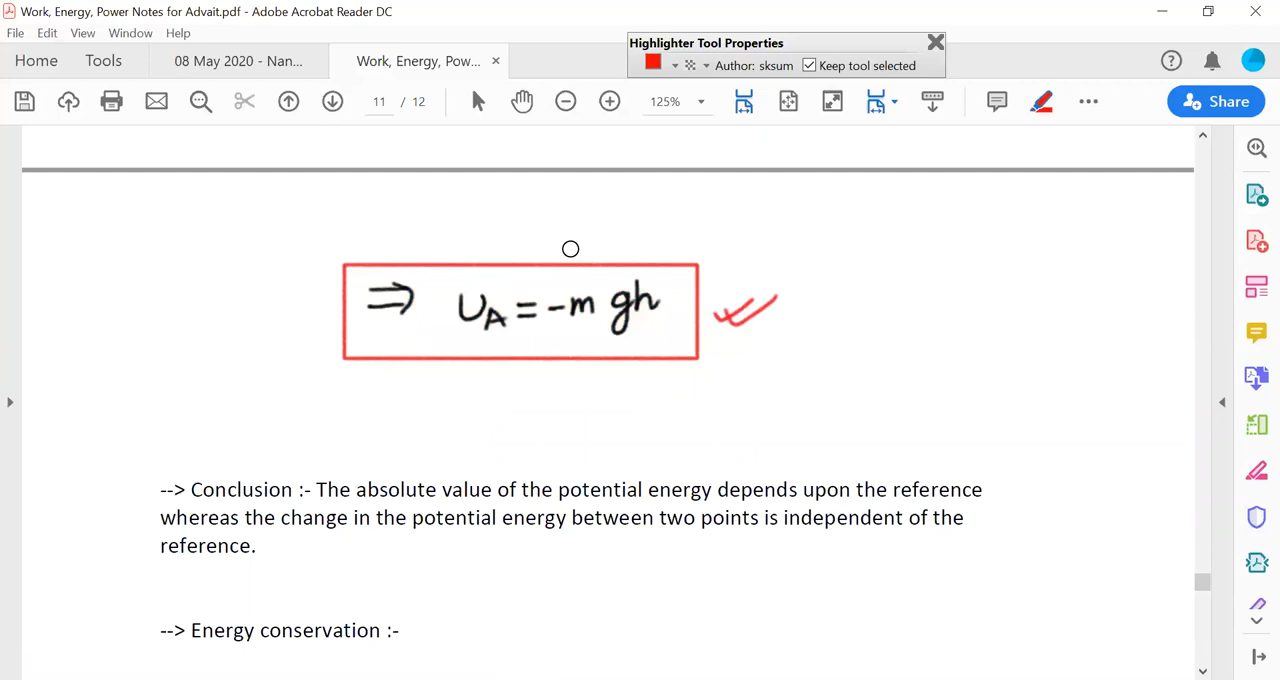 Work, Energy, Power Notes for Advait.pdf - Adobe Acrobat Reader DC
File Edit View Window Help
Home Tools 08 May 2020 - Nan... Work, Energy, Pow... ×
Highlighter Tool Properties
Author: sksum Keep tool selected
11 / 12 125% Share
⇒ U_A = -m gh
--> Conclusion :- The absolute value of the potential energy depends upon the reference
whereas the change in the potential energy between two points is independent of the
reference.
--> Energy conservation :-